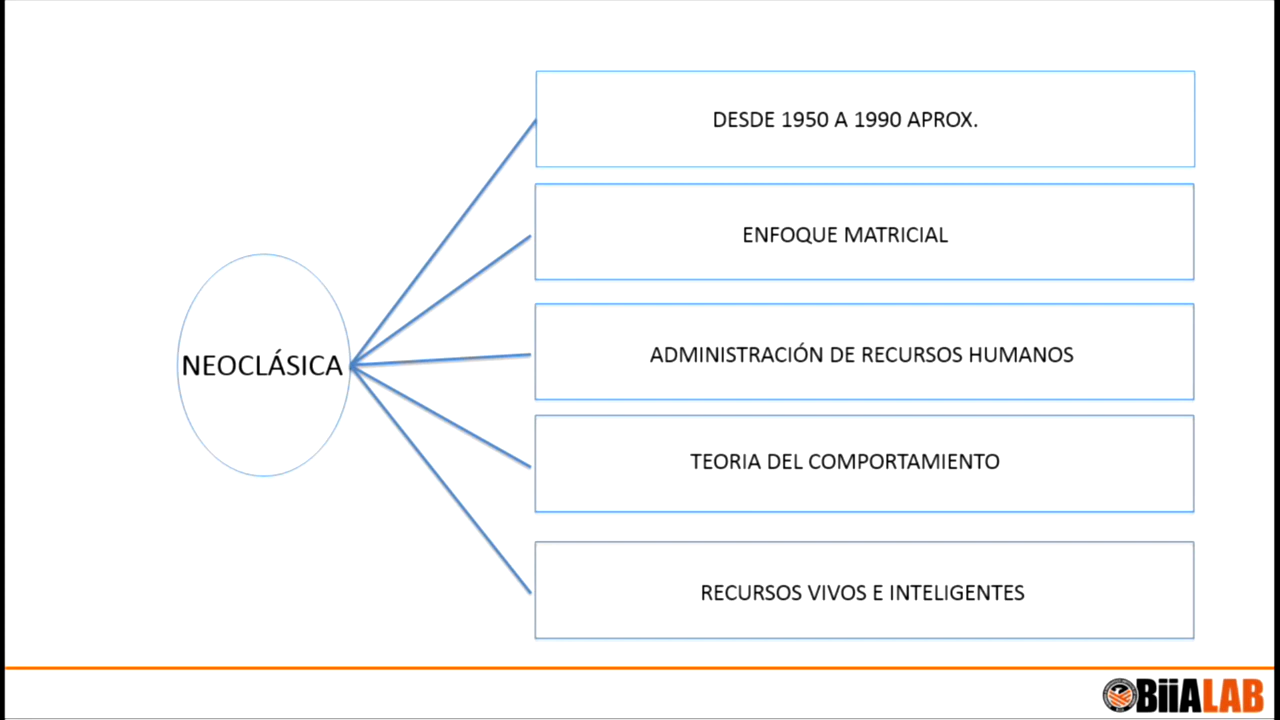 DESDE 1950 A 1990 APROX.
ENFOQUE MATRICIAL
NEOCLÁSICA
ADMINISTRACIÓN DE RECURSOS HUMANOS
TEORIA DEL COMPORTAMIENTO
RECURSOS VIVOS E INTELIGENTES
BiiALAB